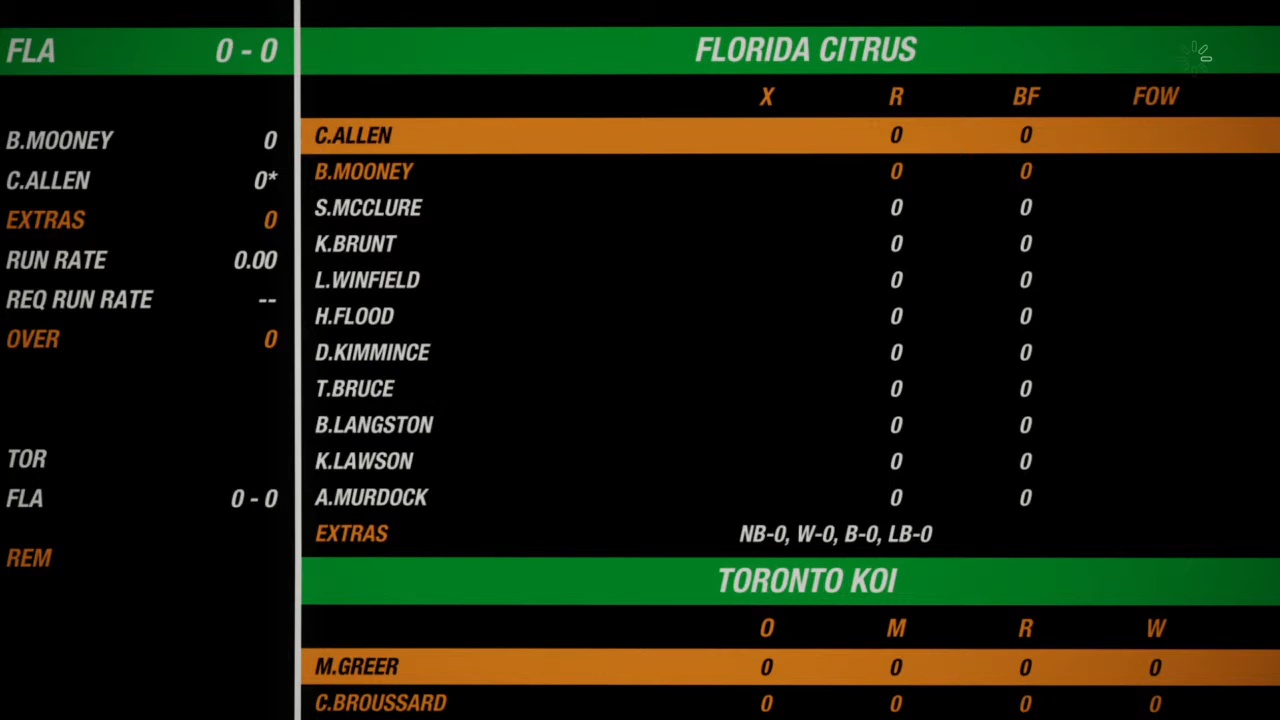 FLA 0 - 0
B.MOONEY 0
C.ALLEN 0*
EXTRAS 0
RUN RATE 0.00
REQ RUN RATE --
OVER 0
TOR
FLA 0 - 0
REM
FLORIDA CITRUS
X R BF FOW
C.ALLEN 0 0
B.MOONEY 0 0
S.MCCLURE 0 0
K.BRUNT 0 0
L.WINFIELD 0 0
H.FLOOD 0 0
D.KIMMINCE 0 0
T.BRUCE 0 0
B.LANGSTON 0 0
K.LAWSON 0 0
A.MURDOCK 0 0
EXTRAS NB-0, W-0, B-0, LB-0
TORONTO KOI
O M R W
M.GREER 0 0 0 0
C.BROUSSARD 0 0 0 0